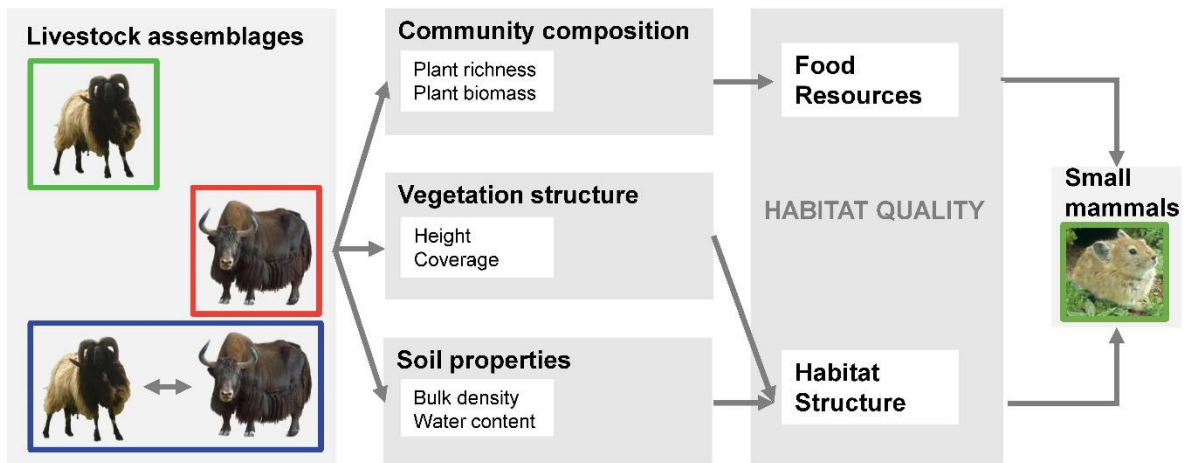 Livestock assemblages
Community composition
Plant richness
Plant biomass
Vegetation structure
Height
Coverage
Soil properties
Bulk density
Water content
Food
Resources
HABITAT QUALITY
Habitat
Structure
Small
mammals